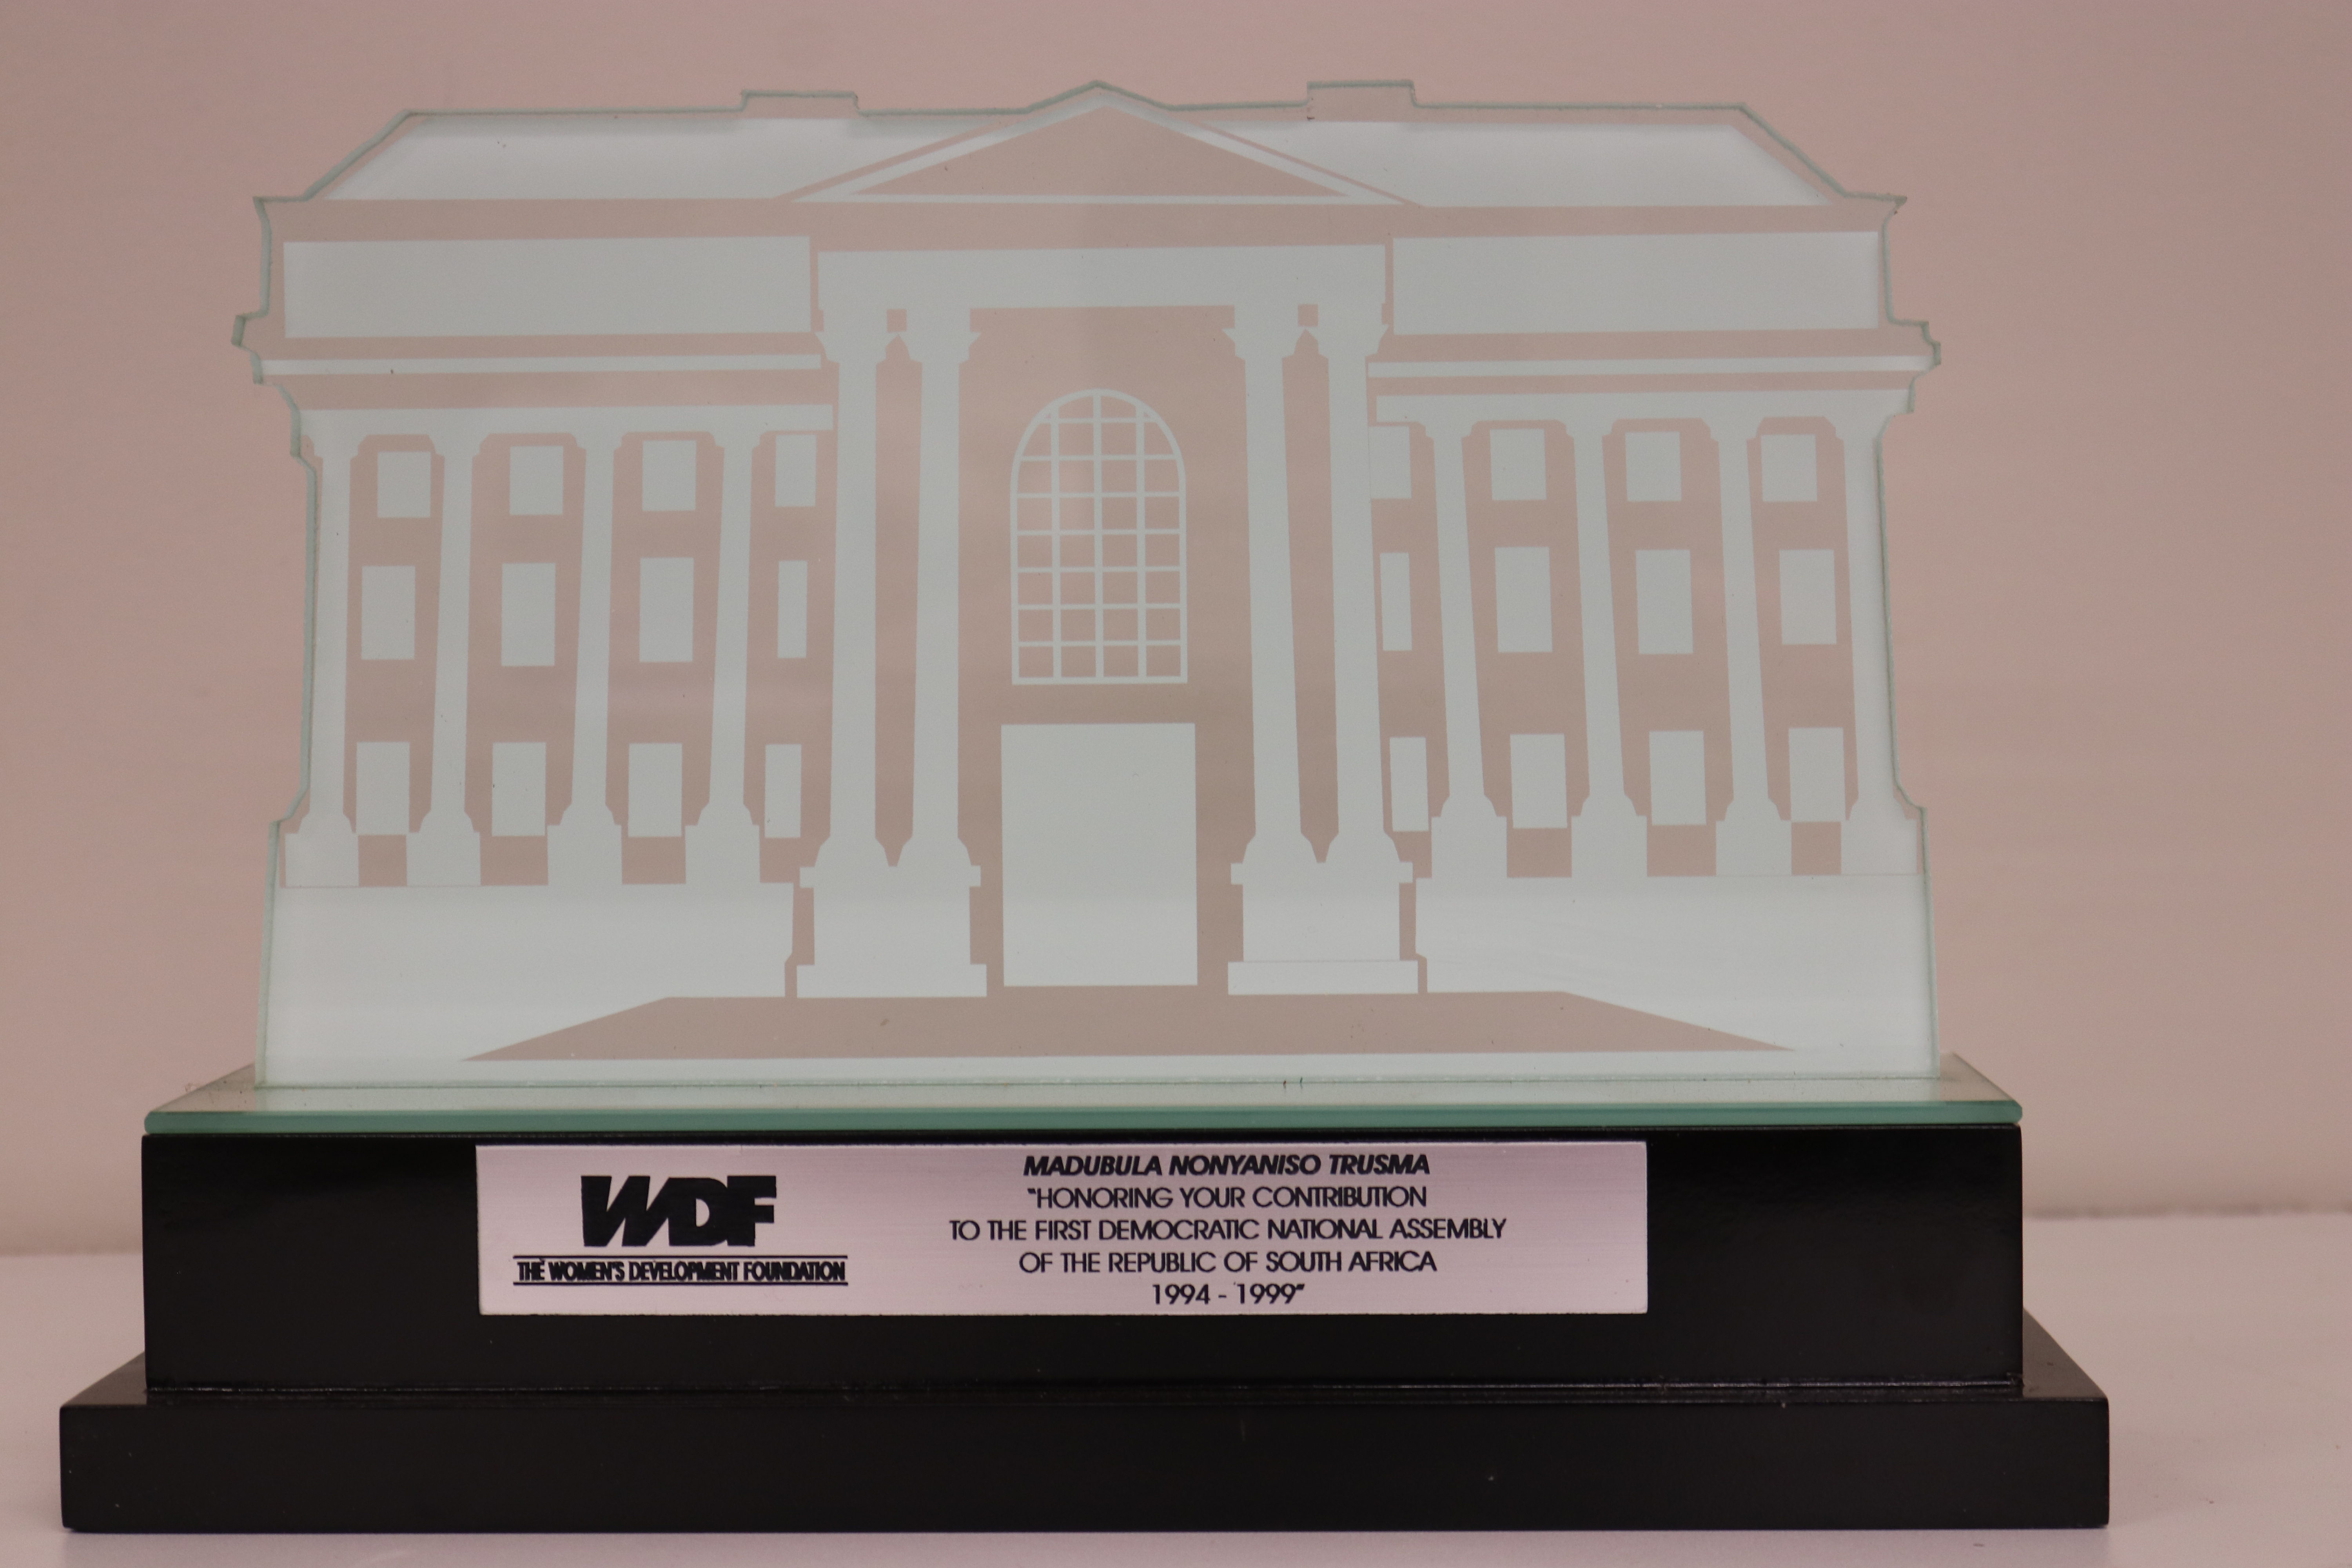 WDF
THE WOMEN'S DEVELOPMENT FOUNDATION
MADUBULA NONYANISO TRUSMA
"HONORING YOUR CONTRIBUTION
TO THE FIRST DEMOCRATIC NATIONAL ASSEMBLY
OF THE REPUBLIC OF SOUTH AFRICA
1994 - 1999"